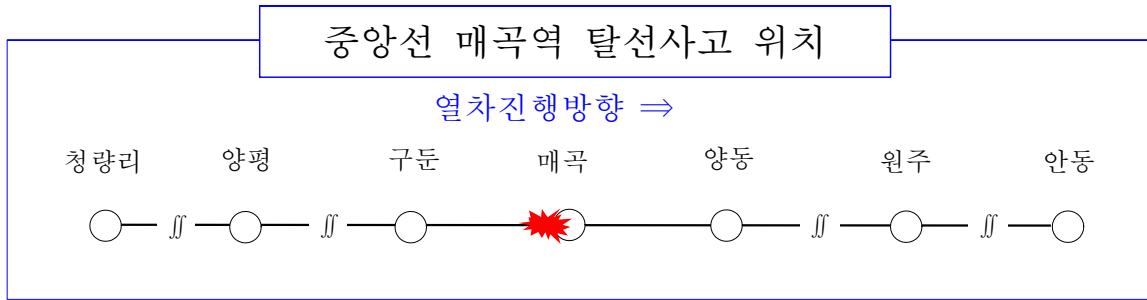 중앙선 매곡역 탈선사고 위치
열차진행방향 ⇒
청량리 양평 구둔 매곡 양동 원주 안동
∬ ∬ ∬ ∬